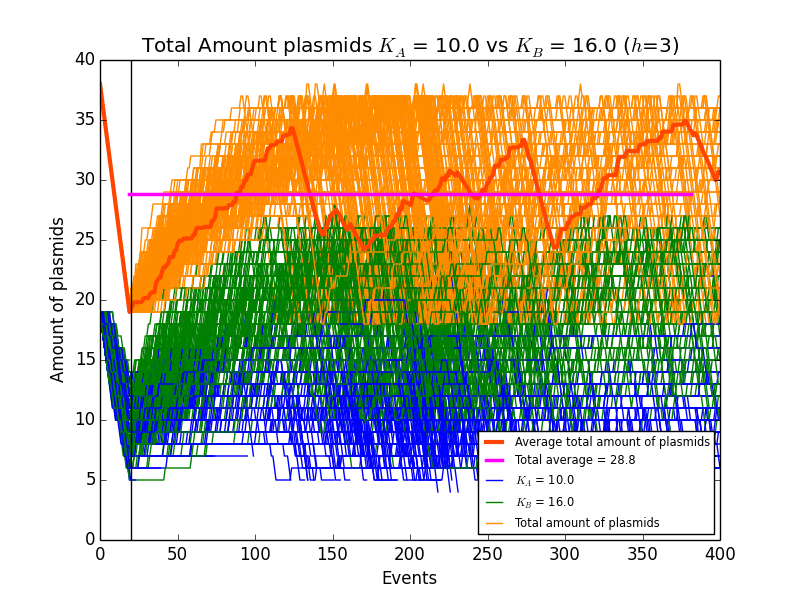 Total Amount plasmids K_A = 10.0 vs K_B = 16.0 (h=3)
40
35
30
25
20
15
10
5
0
Amount of plasmids
Average total amount of plasmids
Total average = 28.8
K_A = 10.0
K_B = 16.0
Total amount of plasmids
0 50 100 150 200 250 300 350 400
Events